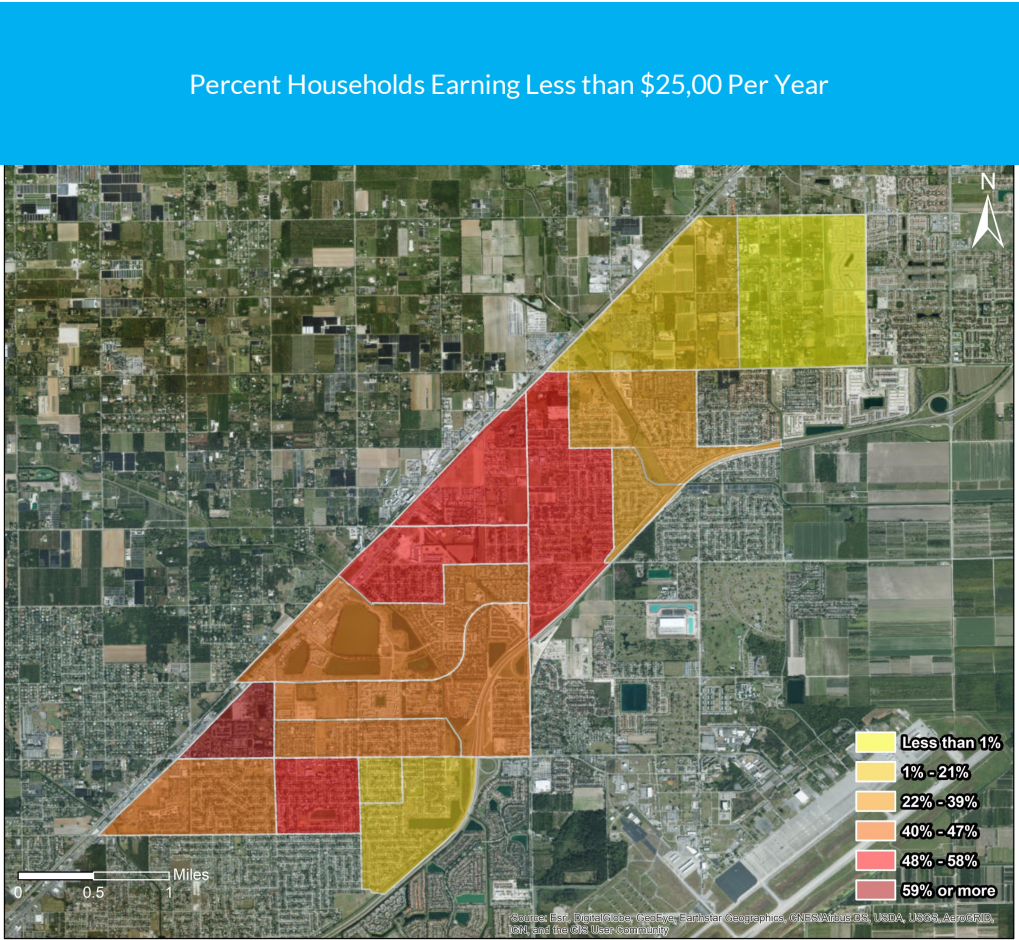 Percent Households Earning Less than $25,00 Per Year
N
Less than 1%
1% - 21%
22% - 39%
40% - 47%
48% - 58%
59% or more
Miles
0 0.5 1
Source: Esri, DigitalGlobe, GeoEye, Earthstar Geographics, CNES/Airbus DS, USDA, USGS, AeroGRID,
IGN, and the GIS User Community